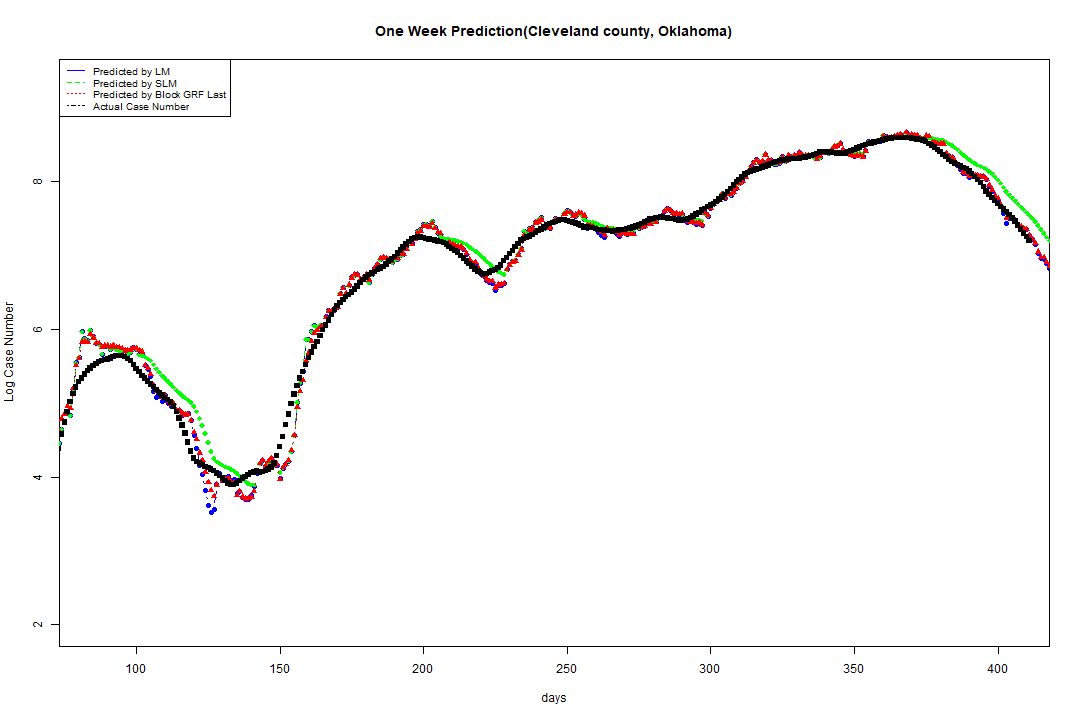 One Week Prediction(Cleveland county, Oklahoma)
Predicted by LM
Predicted by SLM
Predicted by Block GRF Last
Actual Case Number
8
6
4
2
Log Case Number
100 150 200 250 300 350 400
days